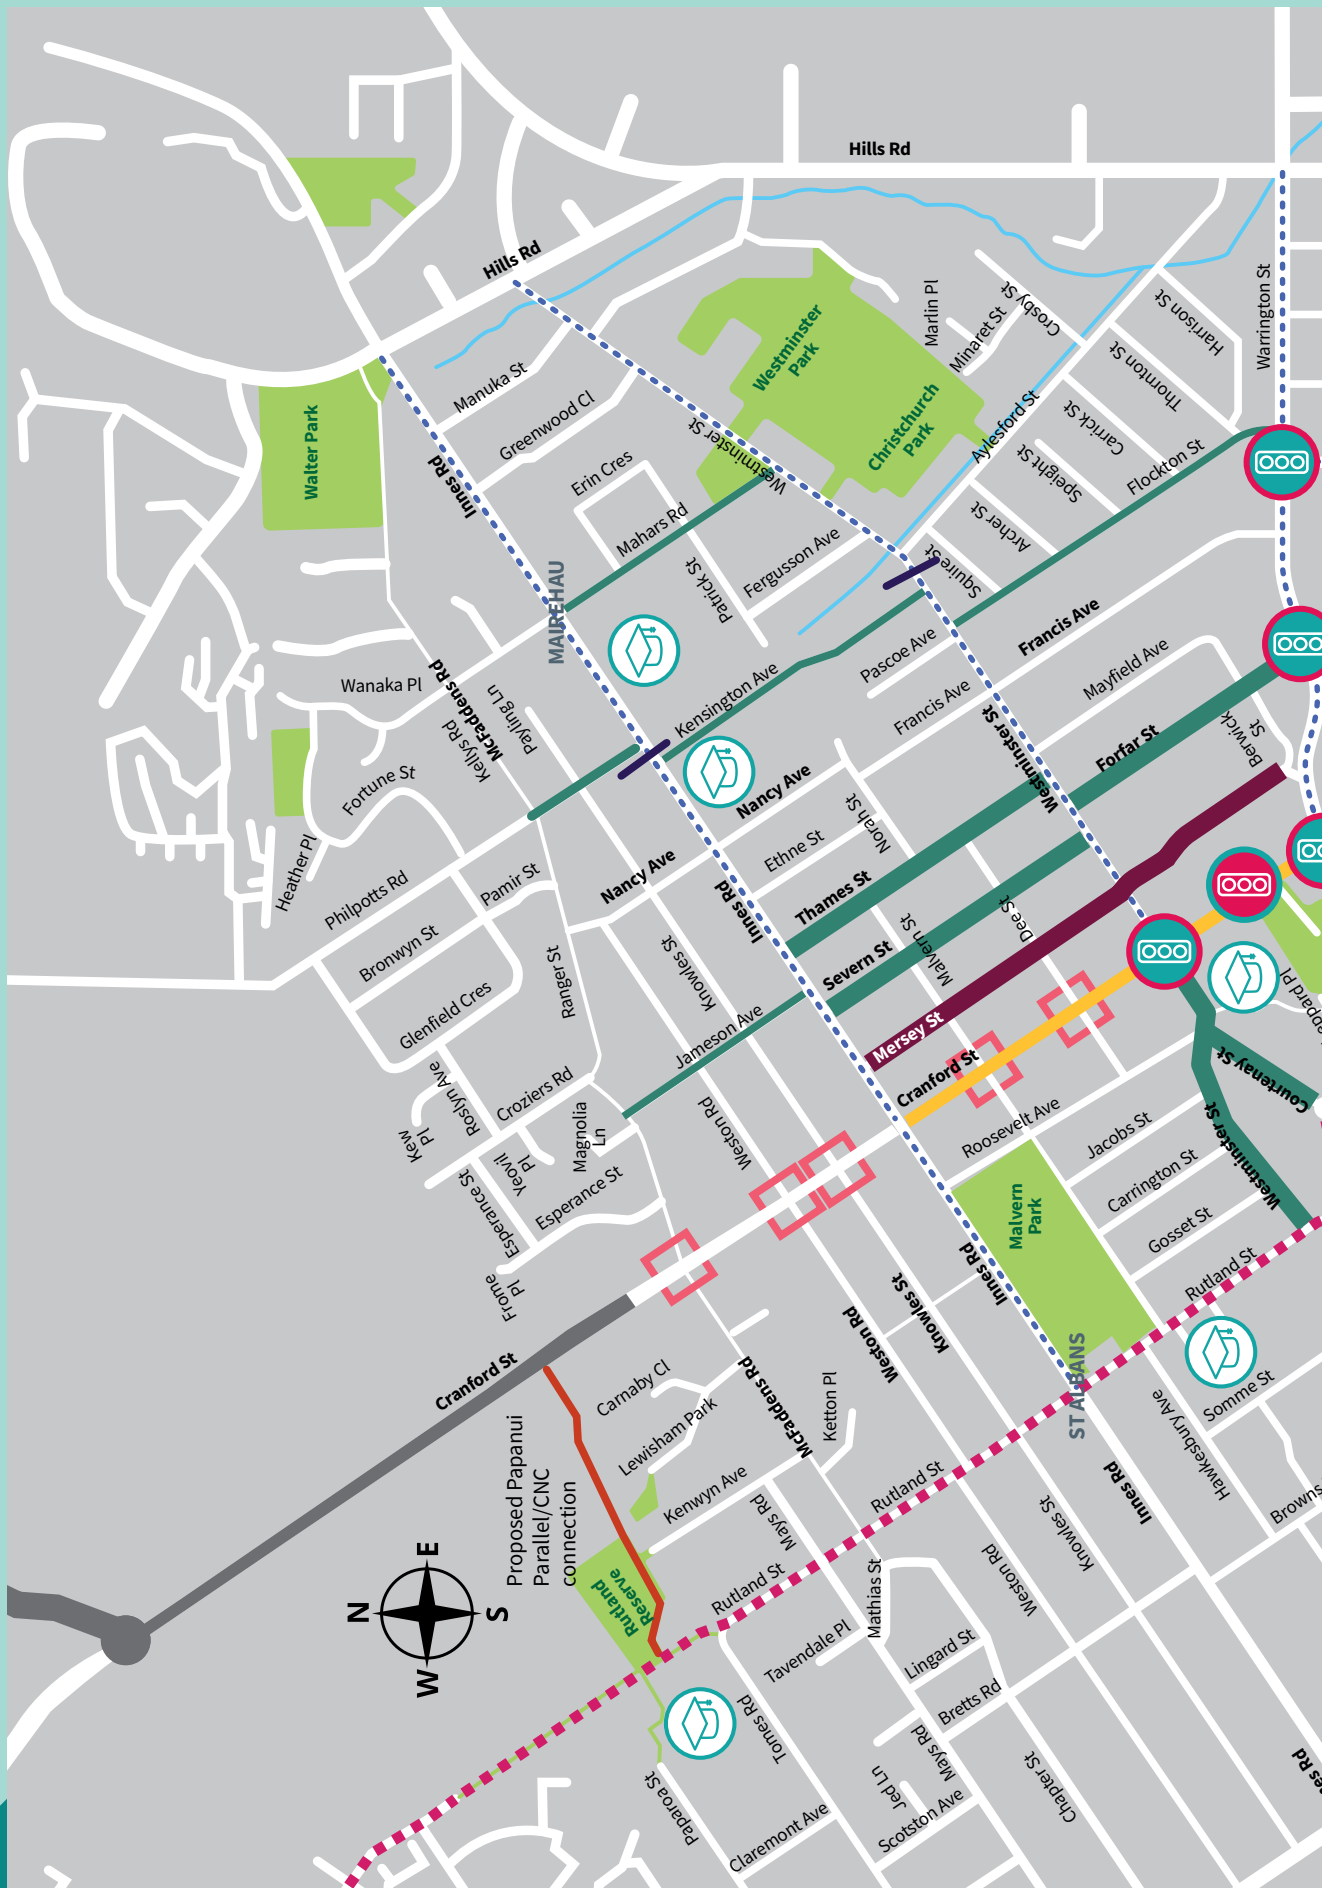 Hills Rd
Hills Rd
Warrington St
Marlin Pl
Minaret St
Crosby St
Harrison St
Thornton St
Carrick St
Speight St
Aylesford St
Archer St
Squire St
Flockton St
Westminster
Park
Christchurch
Park
Westminster St
Walter Park
Manuka St
Greenwood Cl
Erin Cres
Innes Rd
Mahars Rd
Patrick St
Fergusson Ave
MAIREHAU
Francis Ave
Pascoe Ave
Mayfield Ave
Francis Ave
Kensington Ave
Berwick
St
Forfar St
Westminster St
Wanaka Pl
McFaddens Rd
Kellys Rd
Payling Ln
Fortune St
Nancy Ave
Norah St
Ethne St
Heather Pl
Philpotts Rd
Pamir St
Nancy Ave
Innes Rd
Thames St
Bronwyn St
Ranger St
Knowles St
Severn St
Malvern St
Dee St
Glenfield Cres
Jameson Ave
Mersey St
Cranford St
Roslyn Ave
Kew
Pl
Croziers Rd
Magnolia
Ln
Yeovil
Pl
Esperance St
Esperance St
Frome
Pl
Weston Rd
Roosevelt Ave
Jacobs St
Carrington St
Gosset St
Courtenay St
Westminster St
Malvern
Park
Innes Rd
Knowles St
Weston Rd
Rutland St
ST ALBANS
Cranford St
Carnaby Cl
Lewisham Park
McFaddens Rd
Ketton Pl
Kenwyn Ave
Mays Rd
Rutland St
Hawkesbury Ave
Somme St
Innes Rd
Knowles St
Weston Rd
Proposed Papanui
Parallel/CNC
connection
Rutland
Reserve
N
E
S
W
Rutland St
Mathias St
Tavendale Pl
Lingard St
Bretts Rd
Tomes Rd
Mays Rd
Jed Ln
Chapter St
Paparoa St
Claremont Ave
Scotston Ave